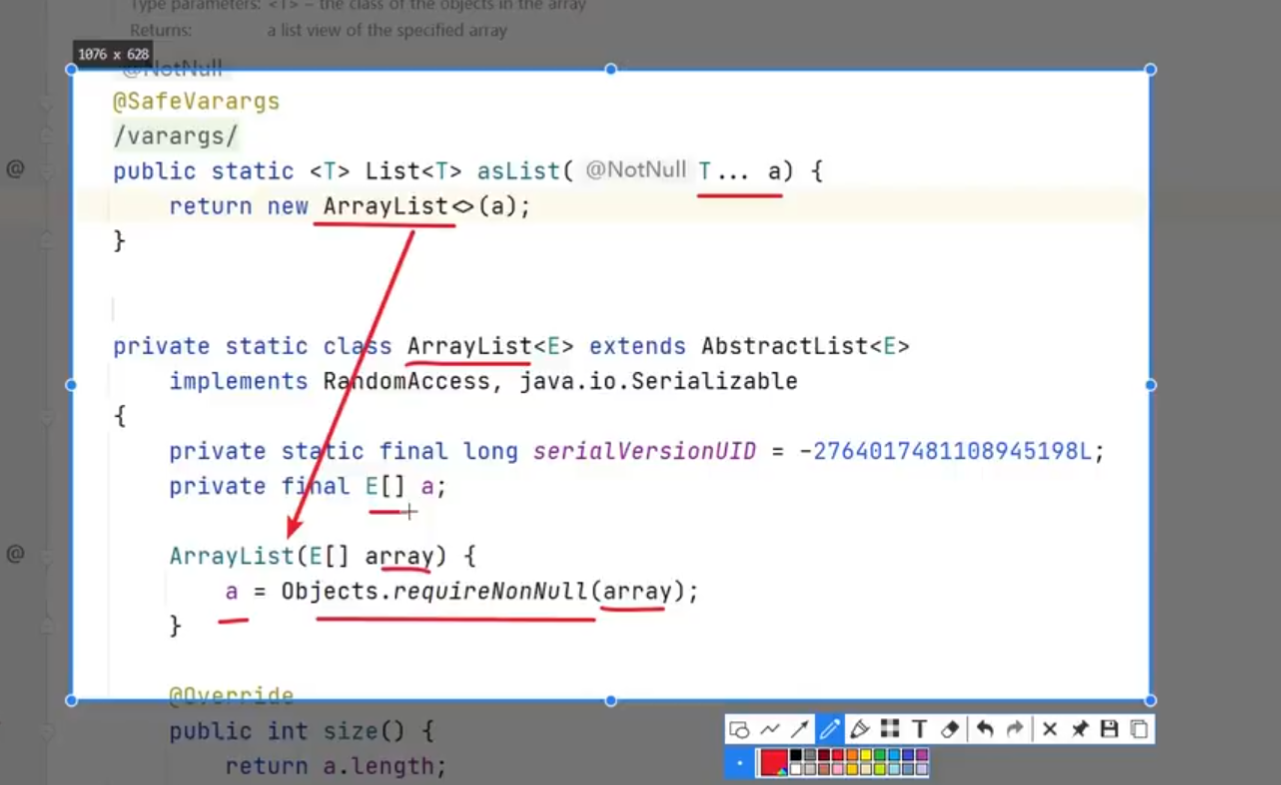 Type parameters: <T> – the class of the objects in the array
Returns: a list view of the specified array
1076 x 628
@NotNull
@SafeVarargs
/varargs/
@ public static <T> List<T> asList( @NotNull T... a) {
return new ArrayList<>(a);
}
private static class ArrayList<E> extends AbstractList<E>
implements RandomAccess, java.io.Serializable
{
private static final long serialVersionUID = -2764017481108945198L;
private final E[] a;
@ ArrayList(E[] array) {
a = Objects.requireNonNull(array);
}
@Override
public int size() {
return a.length;
T